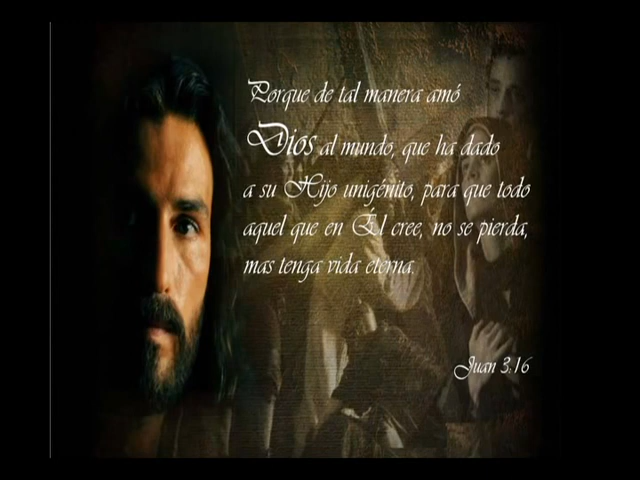 Porque de tal manera amó
Dios al mundo, que ha dado
a su Hijo unigénito, para que todo
aquel que en Él cree, no se pierda,
mas tenga vida eterna.
Juan 3:16